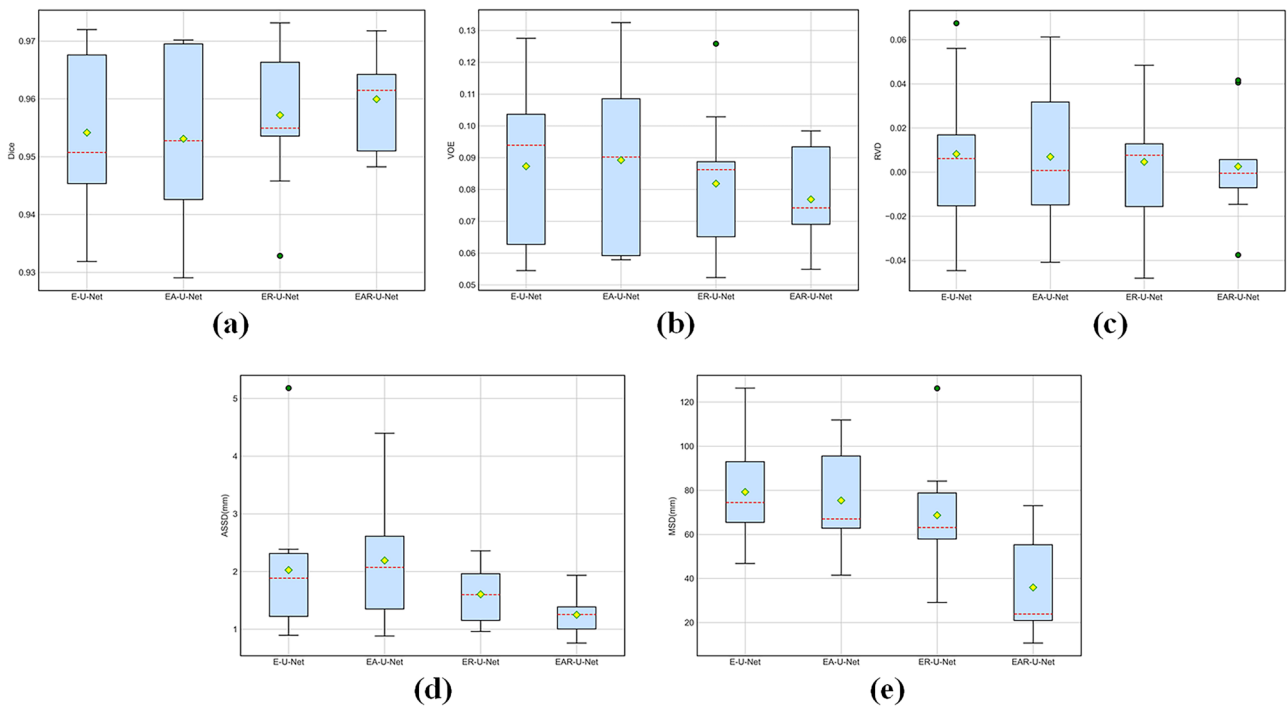 0.97
0.96
0.95
0.94
0.93
Dice
E-U-Net EA-U-Net ER-U-Net EAR-U-Net
(a)
0.13
0.12
0.11
0.10
0.09
0.08
0.07
0.06
0.05
VOE
E-U-Net EA-U-Net ER-U-Net EAR-U-Net
(b)
0.06
0.04
0.02
0.00
−0.02
−0.04
RVD
E-U-Net EA-U-Net ER-U-Net EAR-U-Net
(c)
5
4
3
2
1
ASSD(mm)
E-U-Net EA-U-Net ER-U-Net EAR-U-Net
(d)
120
100
80
60
40
20
MSD(mm)
E-U-Net EA-U-Net ER-U-Net EAR-U-Net
(e)